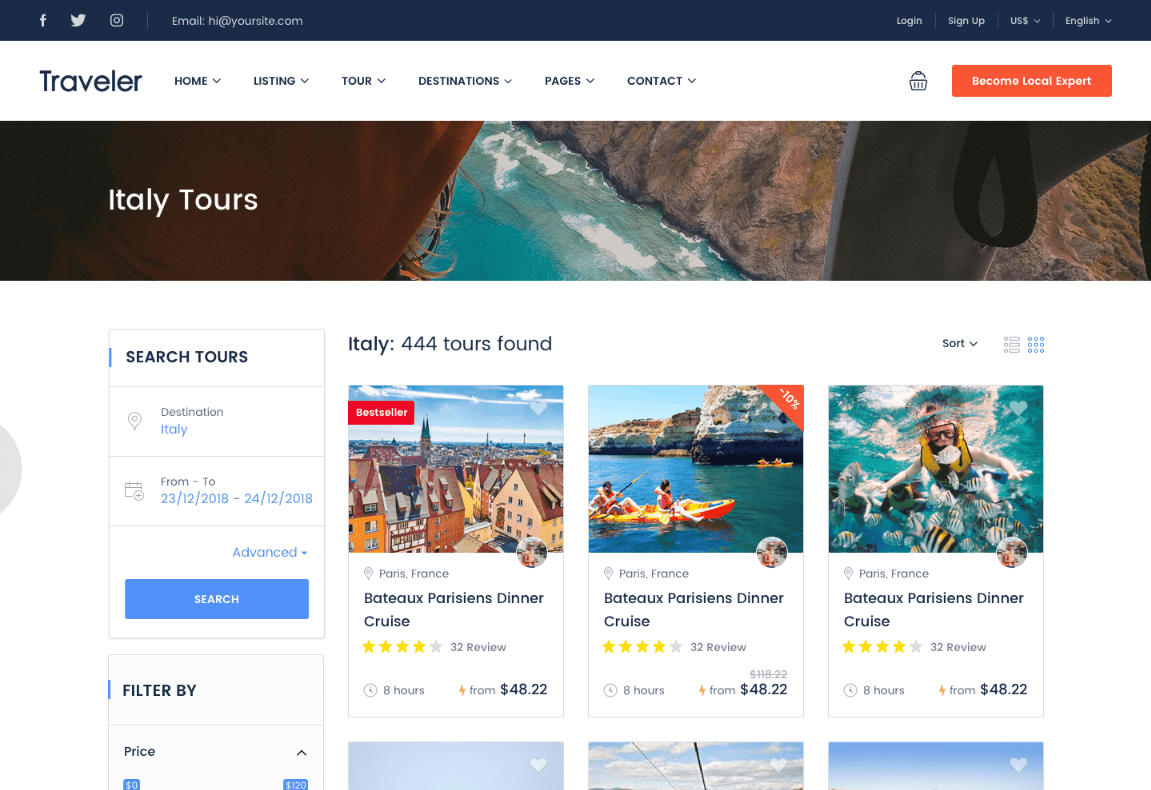 Email: hi@yoursite.com
Login
Sign Up
US$
English
Traveler
HOME
LISTING
TOUR
DESTINATIONS
PAGES
CONTACT
Become Local Expert
Italy Tours
SEARCH TOURS
Destination
Italy
From - To
23/12/2018 - 24/12/2018
Advanced
SEARCH
FILTER BY
Price
$0
$120
Italy: 444 tours found
Sort
Bestseller
Paris, France
Bateaux Parisiens Dinner
Cruise
32 Review
8 hours
from $48.22
-10%
Paris, France
Bateaux Parisiens Dinner
Cruise
32 Review
$118.22
8 hours
from $48.22
Paris, France
Bateaux Parisiens Dinner
Cruise
32 Review
8 hours
from $48.22